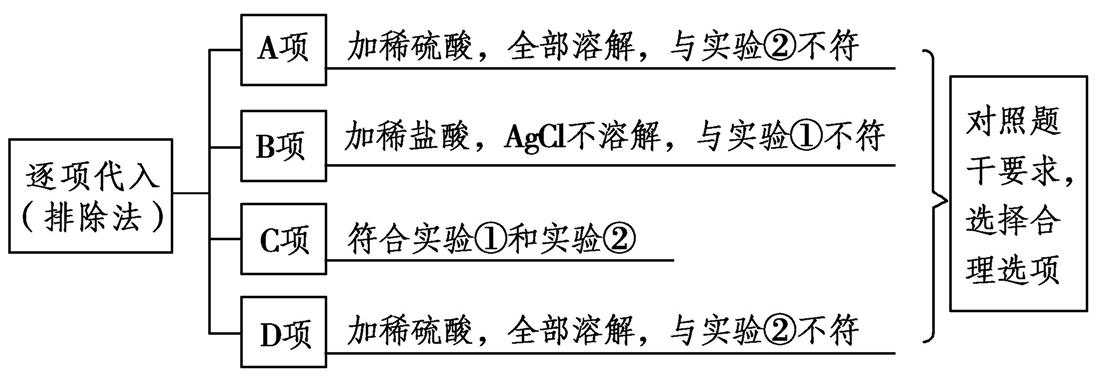 逐项代入
（排除法）
A项
加稀硫酸，全部溶解，与实验②不符
B项
加稀盐酸，AgCl不溶解，与实验①不符
C项
符合实验①和实验②
D项
加稀硫酸，全部溶解，与实验②不符
对照题
干要求，
选择合
理选项